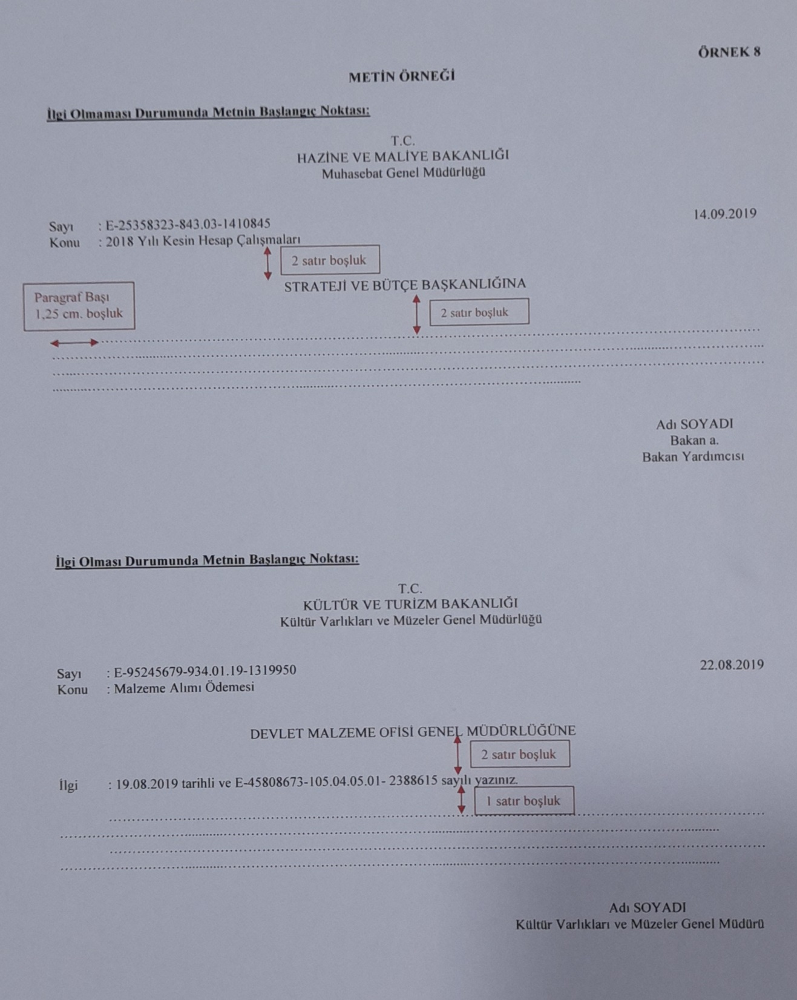 ÖRNEK 8
METİN ÖRNEĞİ
İlgi Olmaması Durumunda Metnin Başlangıç Noktası:
T.C.
HAZİNE VE MALİYE BAKANLIĞI
Muhasebat Genel Müdürlüğü
Sayı : E-25358323-843.03-1410845 14.09.2019
Konu : 2018 Yılı Kesin Hesap Çalışmaları
2 satır boşluk
STRATEJİ VE BÜTÇE BAŞKANLIĞINA
Paragraf Başı
1,25 cm. boşluk
2 satır boşluk
Adı SOYADI
Bakan a.
Bakan Yardımcısı
İlgi Olması Durumunda Metnin Başlangıç Noktası:
T.C.
KÜLTÜR VE TURİZM BAKANLIĞI
Kültür Varlıkları ve Müzeler Genel Müdürlüğü
Sayı : E-95245679-934.01.19-1319950 22.08.2019
Konu : Malzeme Alımı Ödemesi
DEVLET MALZEME OFİSİ GENEL MÜDÜRLÜĞÜNE
2 satır boşluk
İlgi : 19.08.2019 tarihli ve E-45808673-105.04.05.01- 2388615 sayılı yazınız.
1 satır boşluk
Adı SOYADI
Kültür Varlıkları ve Müzeler Genel Müdürü